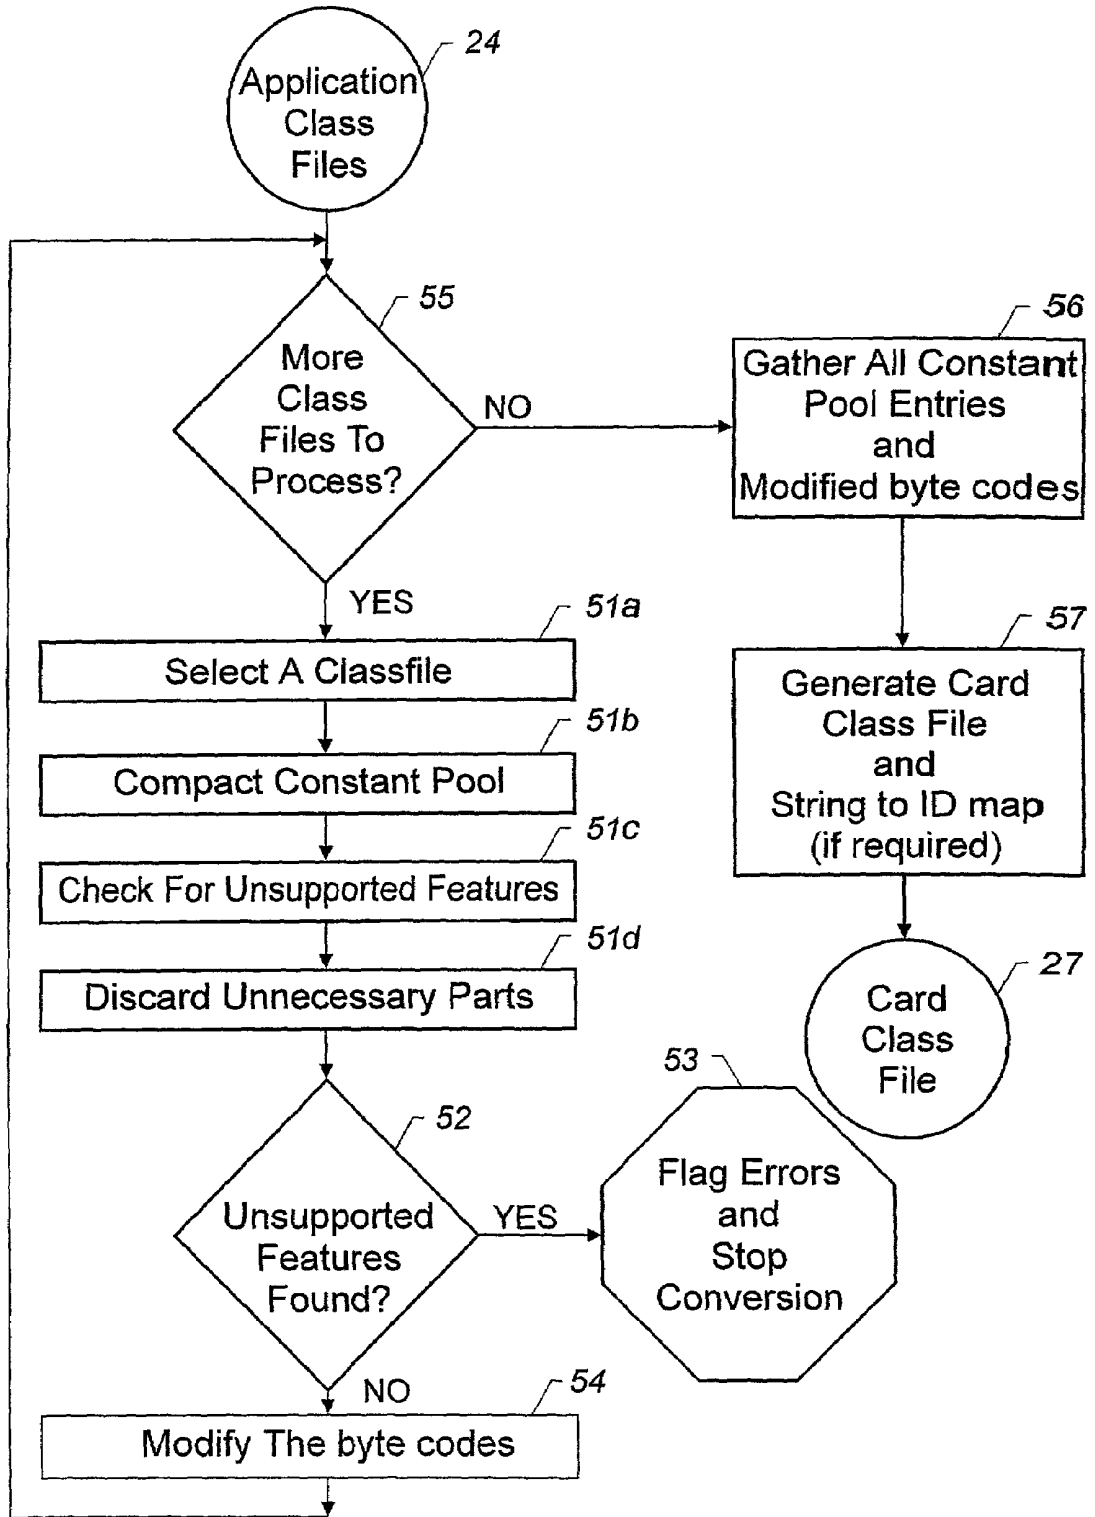 24
Application
Class
Files
55
More
Class
Files To
Process?
NO
YES
56
Gather All Constant
Pool Entries
and
Modified byte codes
51a
Select A Classfile
51b
Compact Constant Pool
51c
Check For Unsupported Features
51d
Discard Unnecessary Parts
57
Generate Card
Class File
and
String to ID map
(if required)
27
Card
Class
File
52
Unsupported
Features
Found?
YES
NO
53
Flag Errors
and
Stop
Conversion
54
Modify The byte codes